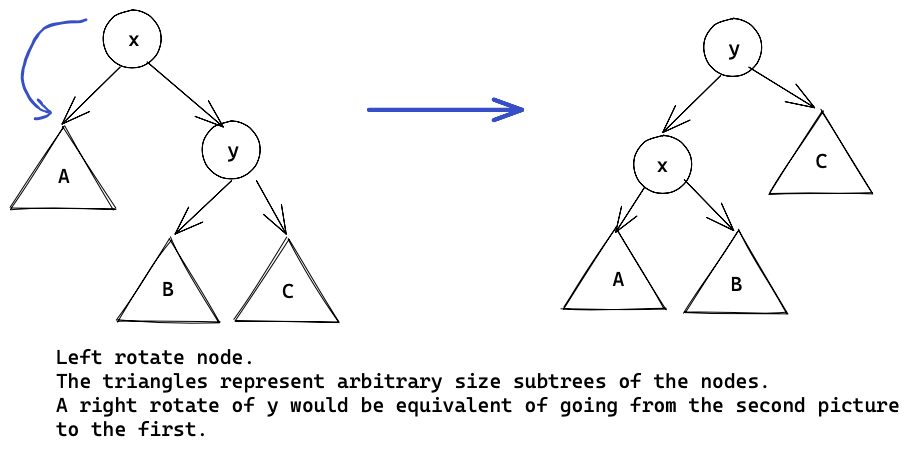 x
y
A
B
C
y
x
C
A
B
Left rotate node.
The triangles represent arbitrary size subtrees of the nodes.
A right rotate of y would be equivalent of going from the second picture
to the first.